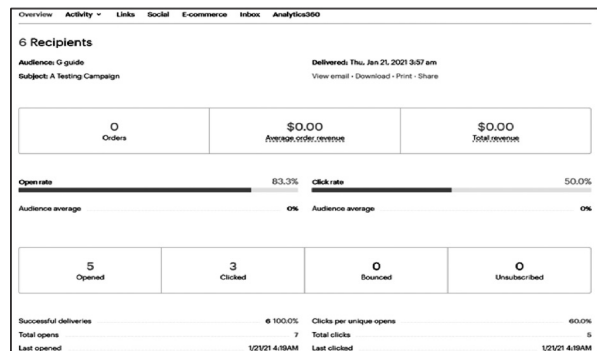 Overview Activity Links Social E-commerce Inbox Analytics360
6 Recipients
Audience: G guide Delivered: Thu, Jan 21, 2021 3:57 am
Subject: A Testing Campaign View email · Download · Print · Share
0 $0.00 $0.00
Orders Average order revenue Total revenue
Open rate 83.3% Click rate 50.0%
Audience average 0% Audience average 0%
5 3 0 0
Opened Clicked Bounced Unsubscribed
Successful deliveries 6 100.0% Clicks per unique opens 60.0%
Total opens 7 Total clicks 5
Last opened 1/21/21 4:19AM Last clicked 1/21/21 4:19AM